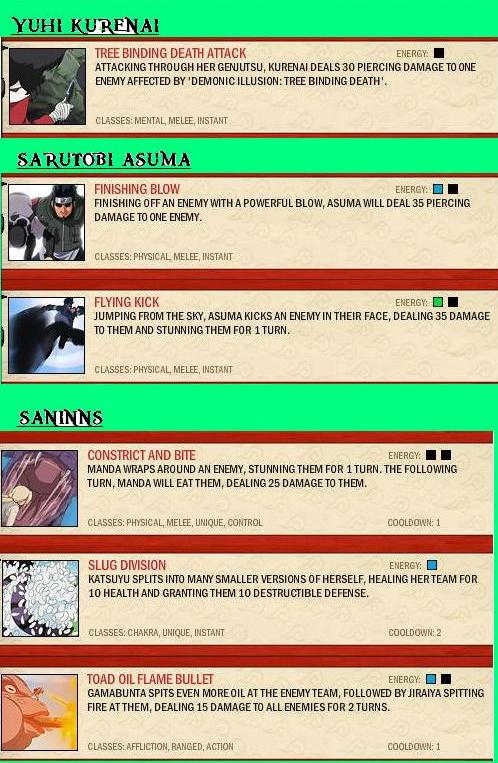 YUHI KURENAI
TREE BINDING DEATH ATTACK ENERGY:
ATTACKING THROUGH HER GENJUTSU, KURENAI DEALS 30 PIERCING DAMAGE TO ONE
ENEMY AFFECTED BY 'DEMONIC ILLUSION: TREE BINDING DEATH'.
CLASSES: MENTAL, MELEE, INSTANT
SARUTOBI ASUMA
FINISHING BLOW ENERGY:
FINISHING OFF AN ENEMY WITH A POWERFUL BLOW, ASUMA WILL DEAL 35 PIERCING
DAMAGE TO ONE ENEMY.
CLASSES: PHYSICAL, MELEE, INSTANT
FLYING KICK ENERGY:
JUMPING FROM THE SKY, ASUMA KICKS AN ENEMY IN THEIR FACE, DEALING 35 DAMAGE
TO THEM AND STUNNING THEM FOR 1 TURN.
CLASSES: PHYSICAL, MELEE, INSTANT
SANINNS
CONSTRICT AND BITE ENERGY:
MANDA WRAPS AROUND AN ENEMY, STUNNING THEM FOR 1 TURN. THE FOLLOWING
TURN, MANDA WILL EAT THEM, DEALING 25 DAMAGE TO THEM.
CLASSES: PHYSICAL, MELEE, UNIQUE, CONTROL COOLDOWN: 1
SLUG DIVISION ENERGY:
KATSUYU SPLITS INTO MANY SMALLER VERSIONS OF HERSELF, HEALING HER TEAM FOR
10 HEALTH AND GRANTING THEM 10 DESTRUCTIBLE DEFENSE.
CLASSES: CHAKRA, UNIQUE, INSTANT COOLDOWN: 2
TOAD OIL FLAME BULLET ENERGY:
GAMABUNTA SPITS EVEN MORE OIL AT THE ENEMY TEAM, FOLLOWED BY JIRAIYA SPITTING
FIRE AT THEM, DEALING 15 DAMAGE TO ALL ENEMIES FOR 2 TURNS.
CLASSES: AFFLICTION, RANGED, ACTION COOLDOWN: 1